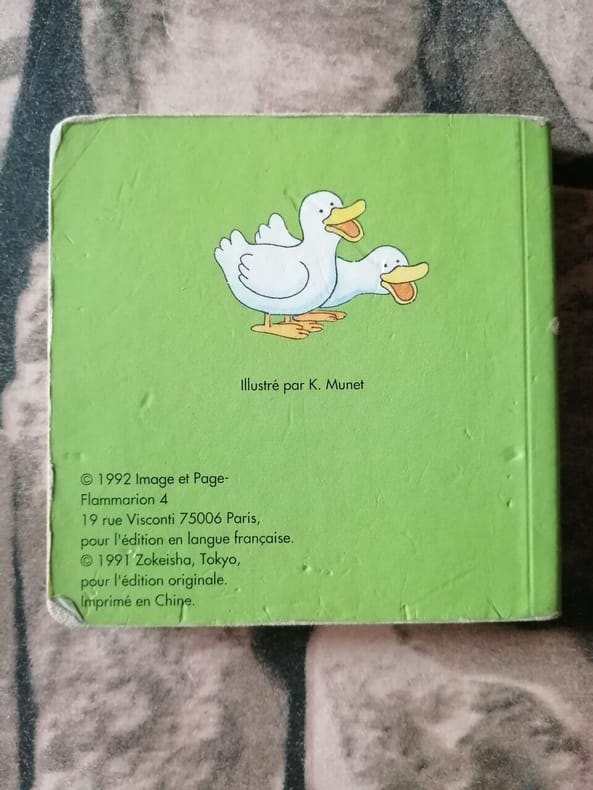 Illustré par K. Munet
© 1992 Image et Page-
Flammarion 4
19 rue Visconti 75006 Paris,
pour l'édition en langue française.
© 1991 Zokeisha, Tokyo,
pour l'édition originale.
Imprimé en Chine.